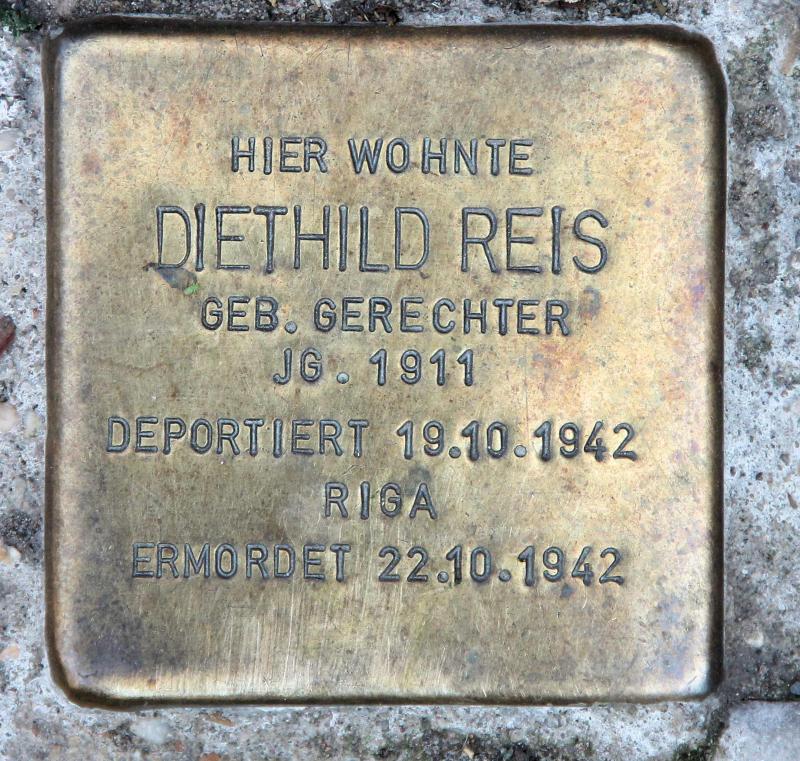 HIER WOHNTE
DIETHILD REIS
GEB. GERECHTER
JG. 1911
DEPORTIERT 19.10.1942
RIGA
ERMORDET 22.10.1942